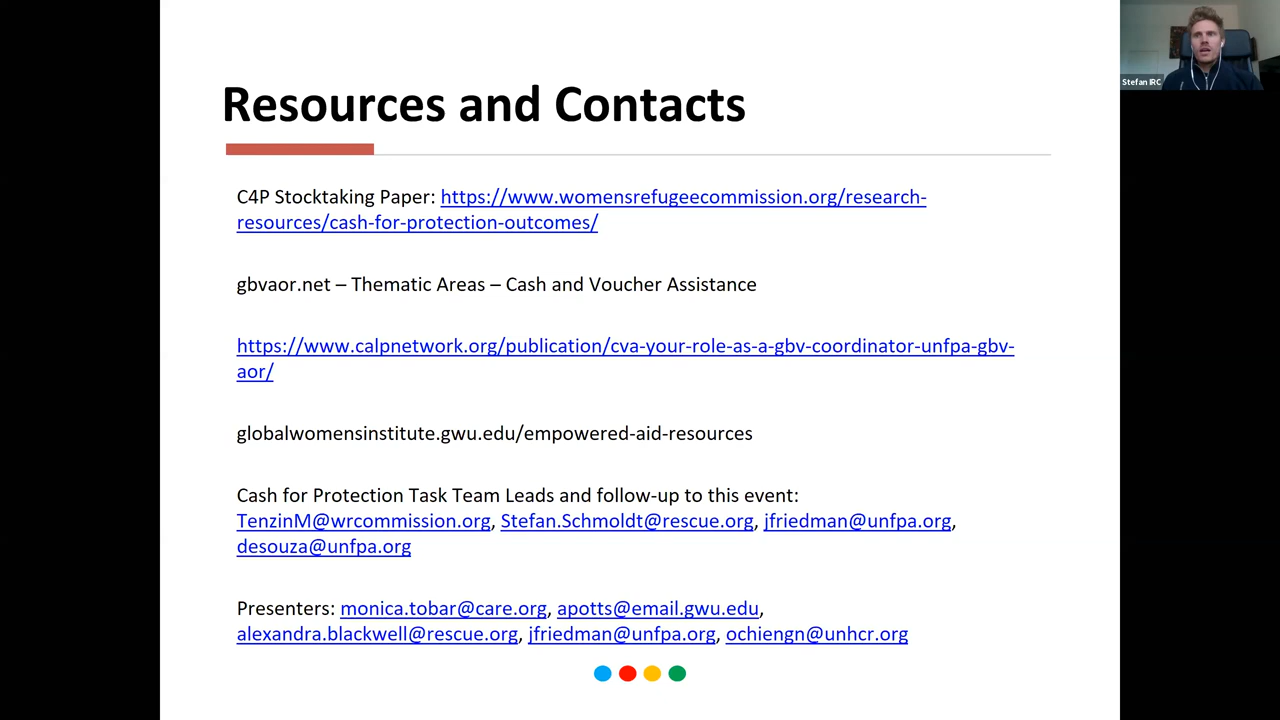 Resources and Contacts
Stefan IRC
C4P Stocktaking Paper: https://www.womensrefugeecommission.org/research-
resources/cash-for-protection-outcomes/
gbvaor.net – Thematic Areas – Cash and Voucher Assistance
https://www.calpnetwork.org/publication/cva-your-role-as-a-gbv-coordinator-unfpa-gbv-
aor/
globalwomensinstitute.gwu.edu/empowered-aid-resources
Cash for Protection Task Team Leads and follow-up to this event:
TenzinM@wrcommission.org, Stefan.Schmoldt@rescue.org, jfriedman@unfpa.org,
desouza@unfpa.org
Presenters: monica.tobar@care.org, apotts@email.gwu.edu,
alexandra.blackwell@rescue.org, jfriedman@unfpa.org, ochiengn@unhcr.org